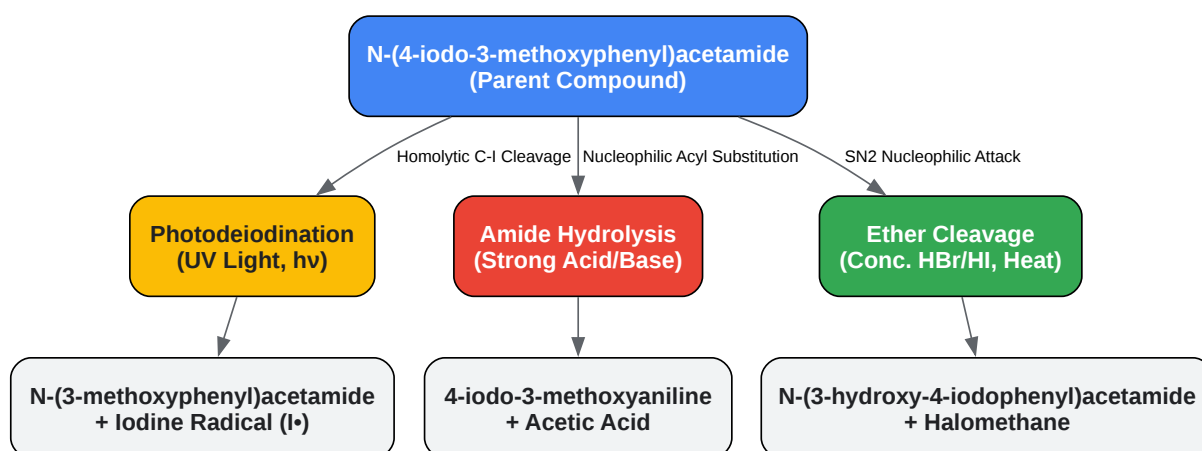 N-(4-iodo-3-methoxyphenyl)acetamide
(Parent Compound)
Homolytic C-I Cleavage
Nucleophilic Acyl Substitution
SN2 Nucleophilic Attack
Photodeiodination
(UV Light, hν)
Amide Hydrolysis
(Strong Acid/Base)
Ether Cleavage
(Conc. HBr/HI, Heat)
N-(3-methoxyphenyl)acetamide
+ Iodine Radical (I•)
4-iodo-3-methoxyaniline
+ Acetic Acid
N-(3-hydroxy-4-iodophenyl)acetamide
+ Halomethane